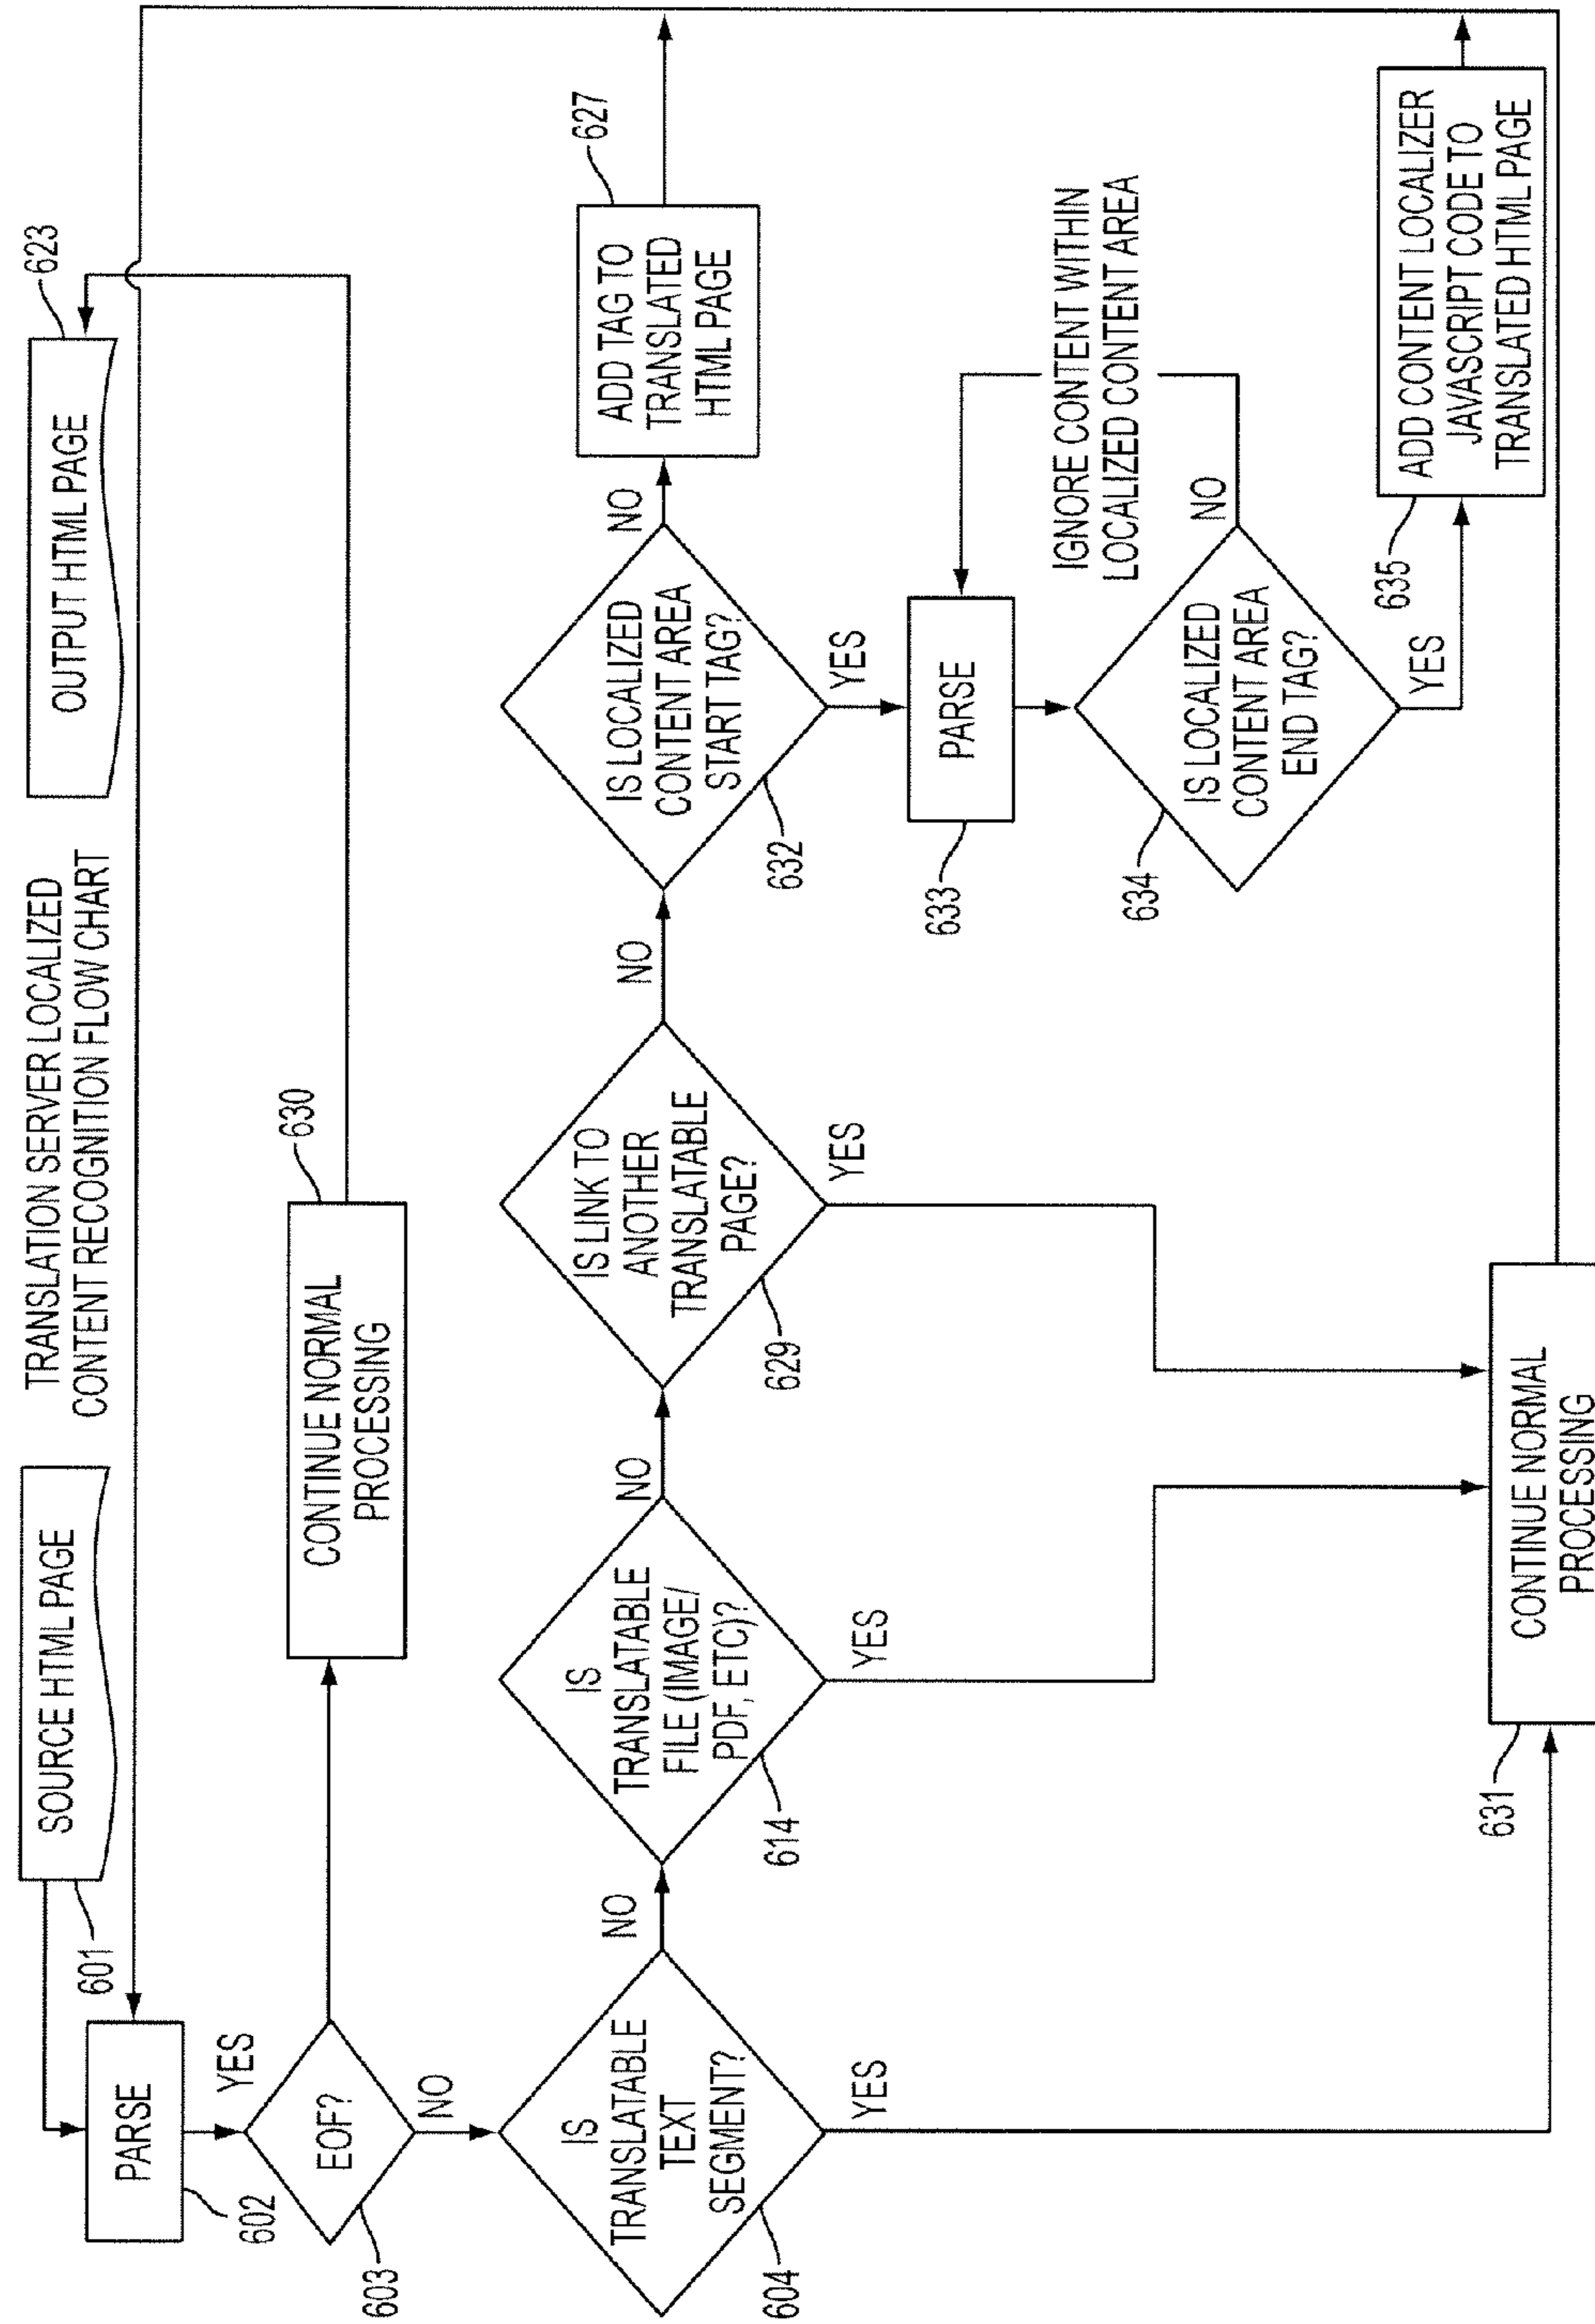 TRANSLATION SERVER LOCALIZED
CONTENT RECOGNITION FLOW CHART
SOURCE HTML PAGE
601
OUTPUT HTML PAGE
623
PARSE
602
YES
EOF?
603
NO
CONTINUE NORMAL
PROCESSING
630
IS
TRANSLATABLE
TEXT
SEGMENT?
604
NO
YES
IS
TRANSLATABLE
FILE (IMAGE/
PDF, ETC)?
614
NO
YES
IS LINK TO
ANOTHER
TRANSLATABLE
PAGE?
629
NO
YES
IS LOCALIZED
CONTENT AREA
START TAG?
632
NO
YES
ADD TAG TO
TRANSLATED
HTML PAGE
627
PARSE
633
IGNORE CONTENT WITHIN
LOCALIZED CONTENT AREA
IS LOCALIZED
CONTENT AREA
END TAG?
634
NO
YES
635
ADD CONTENT LOCALIZER
JAVASCRIPT CODE TO
TRANSLATED HTML PAGE
CONTINUE NORMAL
PROCESSING
631